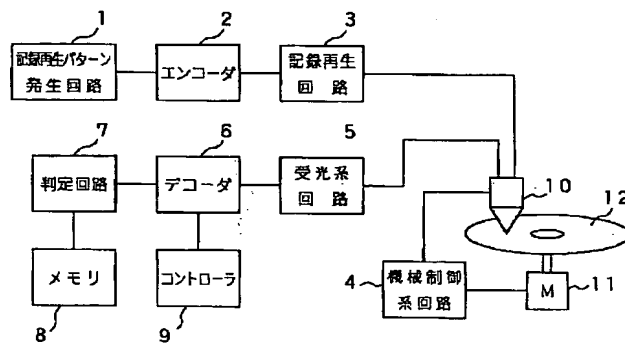 1
2
3
記録再生パターン
発生回路
エンコーダ
記録再生
回路
7
6
5
判定回路
デコーダ
受光系
回路
10
12
メモリ
コントローラ
4
機械制御
系回路
M
11
8
9